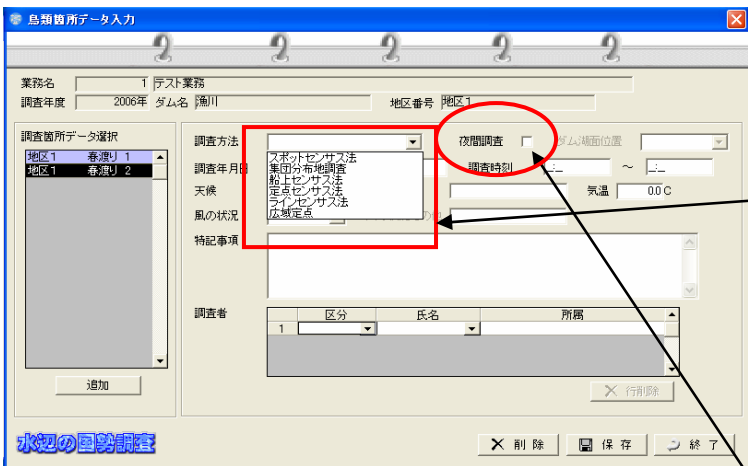 鳥類箇所データ入力
業務名 1 テスト業務
調査年度 2006年 ダム名 漁川 地区番号 地区1
調査箇所データ選択
地区1 春渡り 1
地区1 春渡り 2
追加
調査方法 夜間調査 ダム湖面位置
スポットセンサス法
集団分布地調査
船上センサス法
定点センサス法
ラインセンサス法
広域定点
調査年月日 調査時刻 _:_ ～ _:_
天候 気温 0.0 ℃
風の状況
特記事項
調査者 区分 氏名 所属
1
行削除
水辺の国勢調査
削除 保存 終了